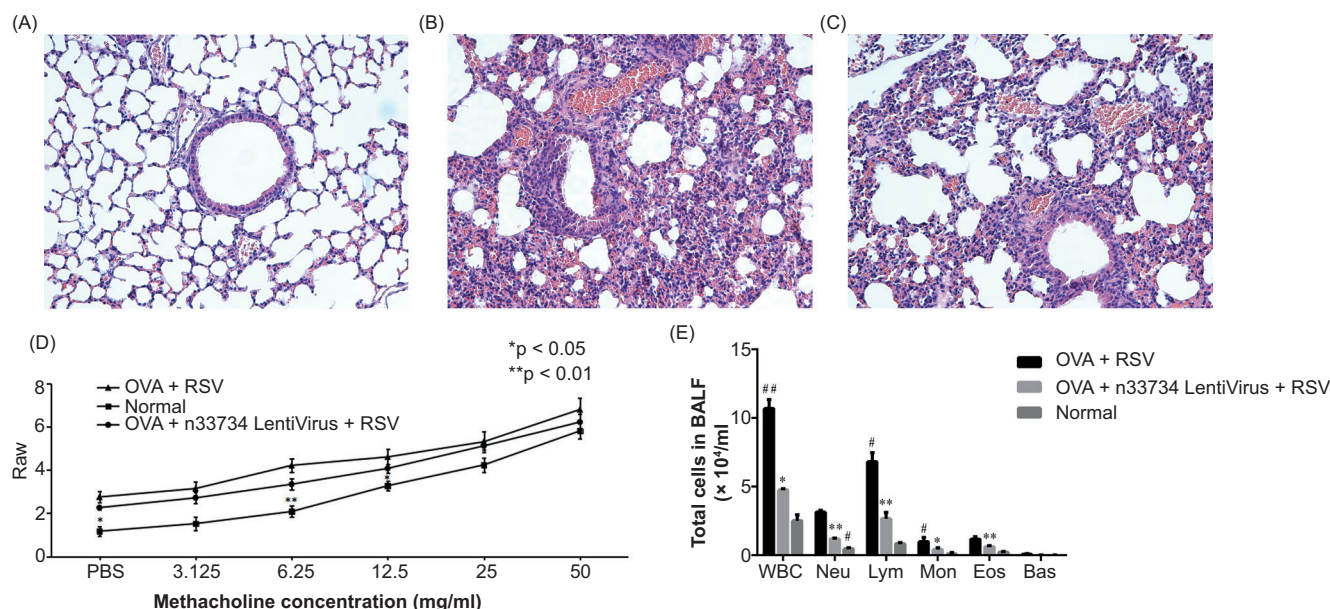 (A)
(B)
(C)
(D)
*p < 0.05
**p < 0.01
OVA + RSV
Normal
OVA + n33734 LentiVirus + RSV
8
6
4
2
0
Raw
*
**
*
PBS 3.125 6.25 12.5 25 50
Methacholine concentration (mg/ml)
(E)
15
10
5
0
Total cells in BALF
(× 10⁴/ml)
OVA + RSV
OVA + n33734 LentiVirus + RSV
Normal
##
*
**
#
#
**
#
*
**
WBC Neu Lym Mon Eos Bas